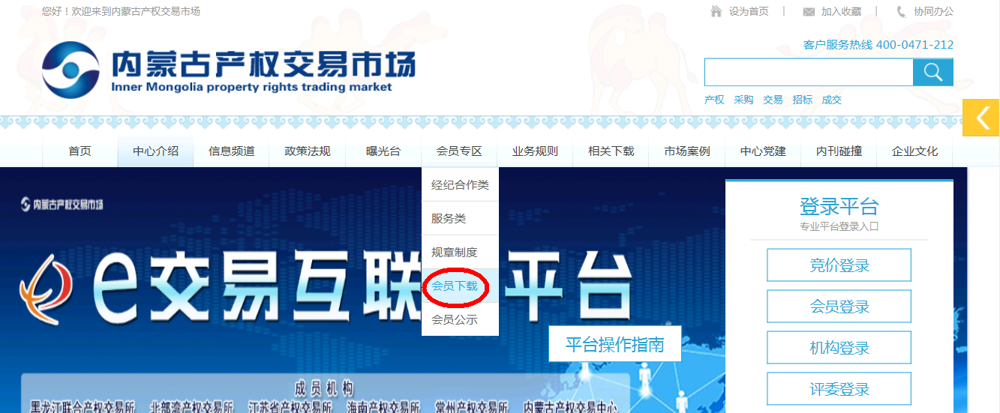 您好！欢迎来到内蒙古产权交易市场
设为首页 | 加入收藏 | 协同办公
客户服务热线 400-0471-212
内蒙古产权交易市场
Inner Mongolia property rights trading market
产权 采购 交易 招标 成交
首页 中心介绍 信息频道 政策法规 曝光台 会员专区 业务规则 相关下载 市场案例 中心党建 内刊碰撞 企业文化
经纪合作类
服务类
规章制度
会员下载
会员公示
内蒙古产权交易市场
e交易互联 平台
平台操作指南
登录平台
专业平台登录入口
竞价登录
会员登录
机构登录
评委登录
成员机构
黑龙江联合产权交易所 北部湾产权交易所 江苏省产权交易所 海南产权交易所 常州产权交易所 内蒙古产权交易中心